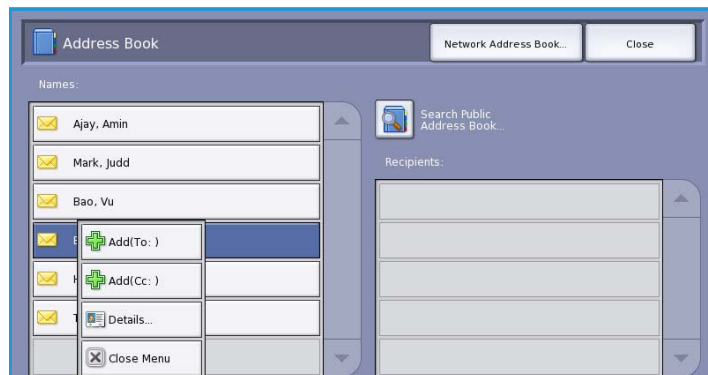 Address Book
Network Address Book...
Close
Names:
Ajay, Amin
Mark, Judd
Bao, Vu
Add(To: )
Add(Cc: )
Details...
Close Menu
Search Public
Address Book...
Recipients: